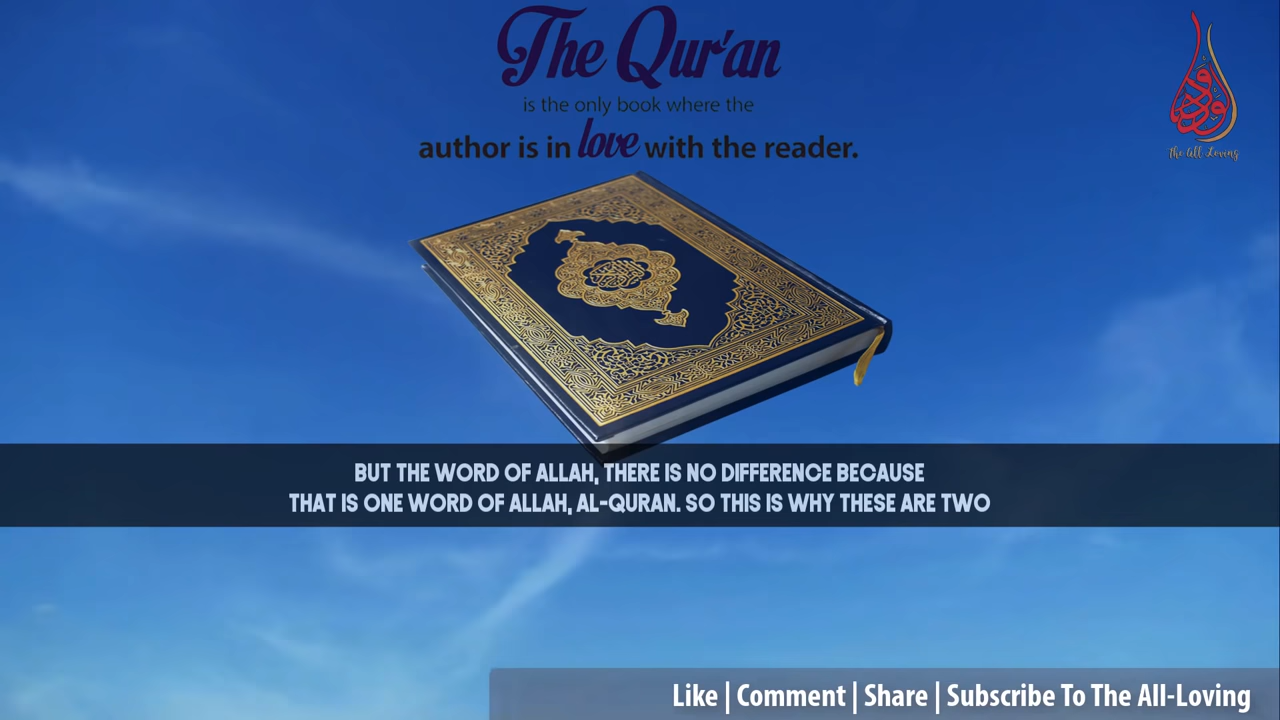 The Qur'an
is the only book where the
author is in love with the reader.
The All Loving
BUT THE WORD OF ALLAH, THERE IS NO DIFFERENCE BECAUSE
THAT IS ONE WORD OF ALLAH, AL-QURAN. SO THIS IS WHY THESE ARE TWO
Like | Comment | Share | Subscribe To The All-Loving